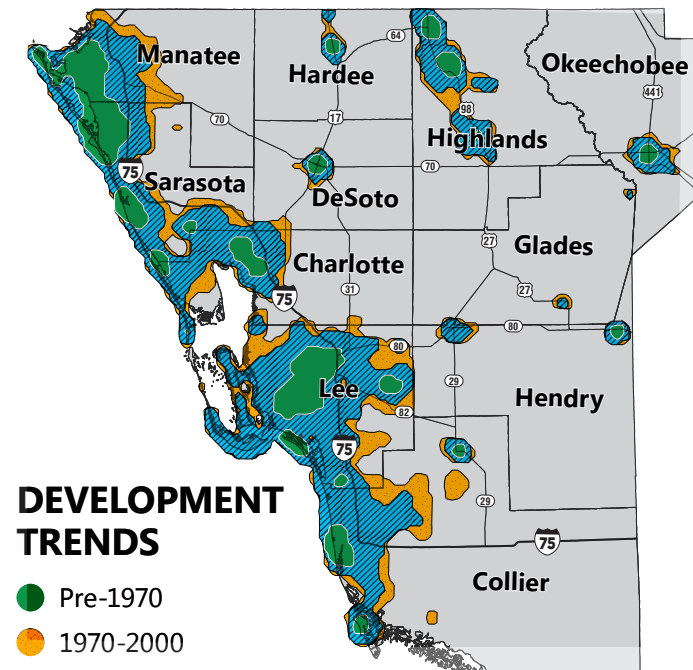 64
Manatee
Hardee
Okeechobee
441
98
17
70
Highlands
70
75
Sarasota
DeSoto
27
Glades
Charlotte
31
27
75
80
80
29
Lee
Hendry
82
75
29
75
Collier
DEVELOPMENT
TRENDS
Pre-1970
1970-2000